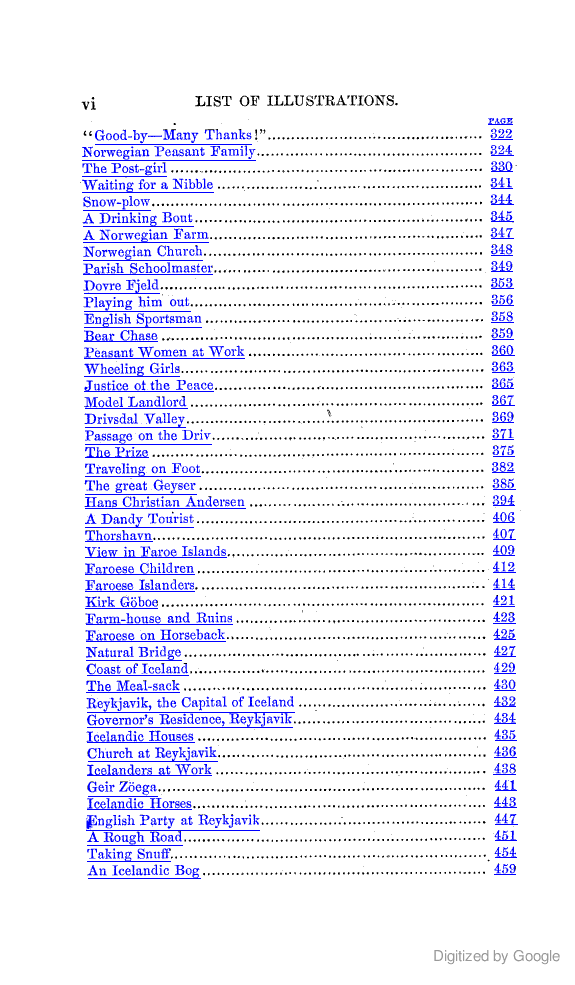 vi LIST OF ILLUSTRATIONS.
PAGE
"Good-by—Many Thanks!" 322
Norwegian Peasant Family 324
The Post-girl 330
Waiting for a Nibble 341
Snow-plow 344
A Drinking Bout 345
A Norwegian Farm 347
Norwegian Church 348
Parish Schoolmaster 349
Dovre Fjeld 353
Playing him out 356
English Sportsman 358
Bear Chase 359
Peasant Women at Work 360
Wheeling Girls 363
Justice of the Peace 365
Model Landlord 367
Drivsdal Valley 369
Passage on the Driv 371
The Prize 375
Traveling on Foot 382
The great Geyser 385
Hans Christian Andersen 394
A Dandy Tourist 406
Thorshavn 407
View in Faroe Islands 409
Faroese Children 412
Faroese Islanders 414
Kirk Göboe 421
Farm-house and Ruins 423
Faroese on Horseback 425
Natural Bridge 427
Coast of Iceland 429
The Meal-sack 430
Reykjavik, the Capital of Iceland 432
Governor's Residence, Reykjavik 434
Icelandic Houses 435
Church at Reykjavik 436
Icelanders at Work 438
Geir Zöega 441
Icelandic Horses 443
English Party at Reykjavik 447
A Rough Road 451
Taking Snuff 454
An Icelandic Bog 459
Digitized by Google